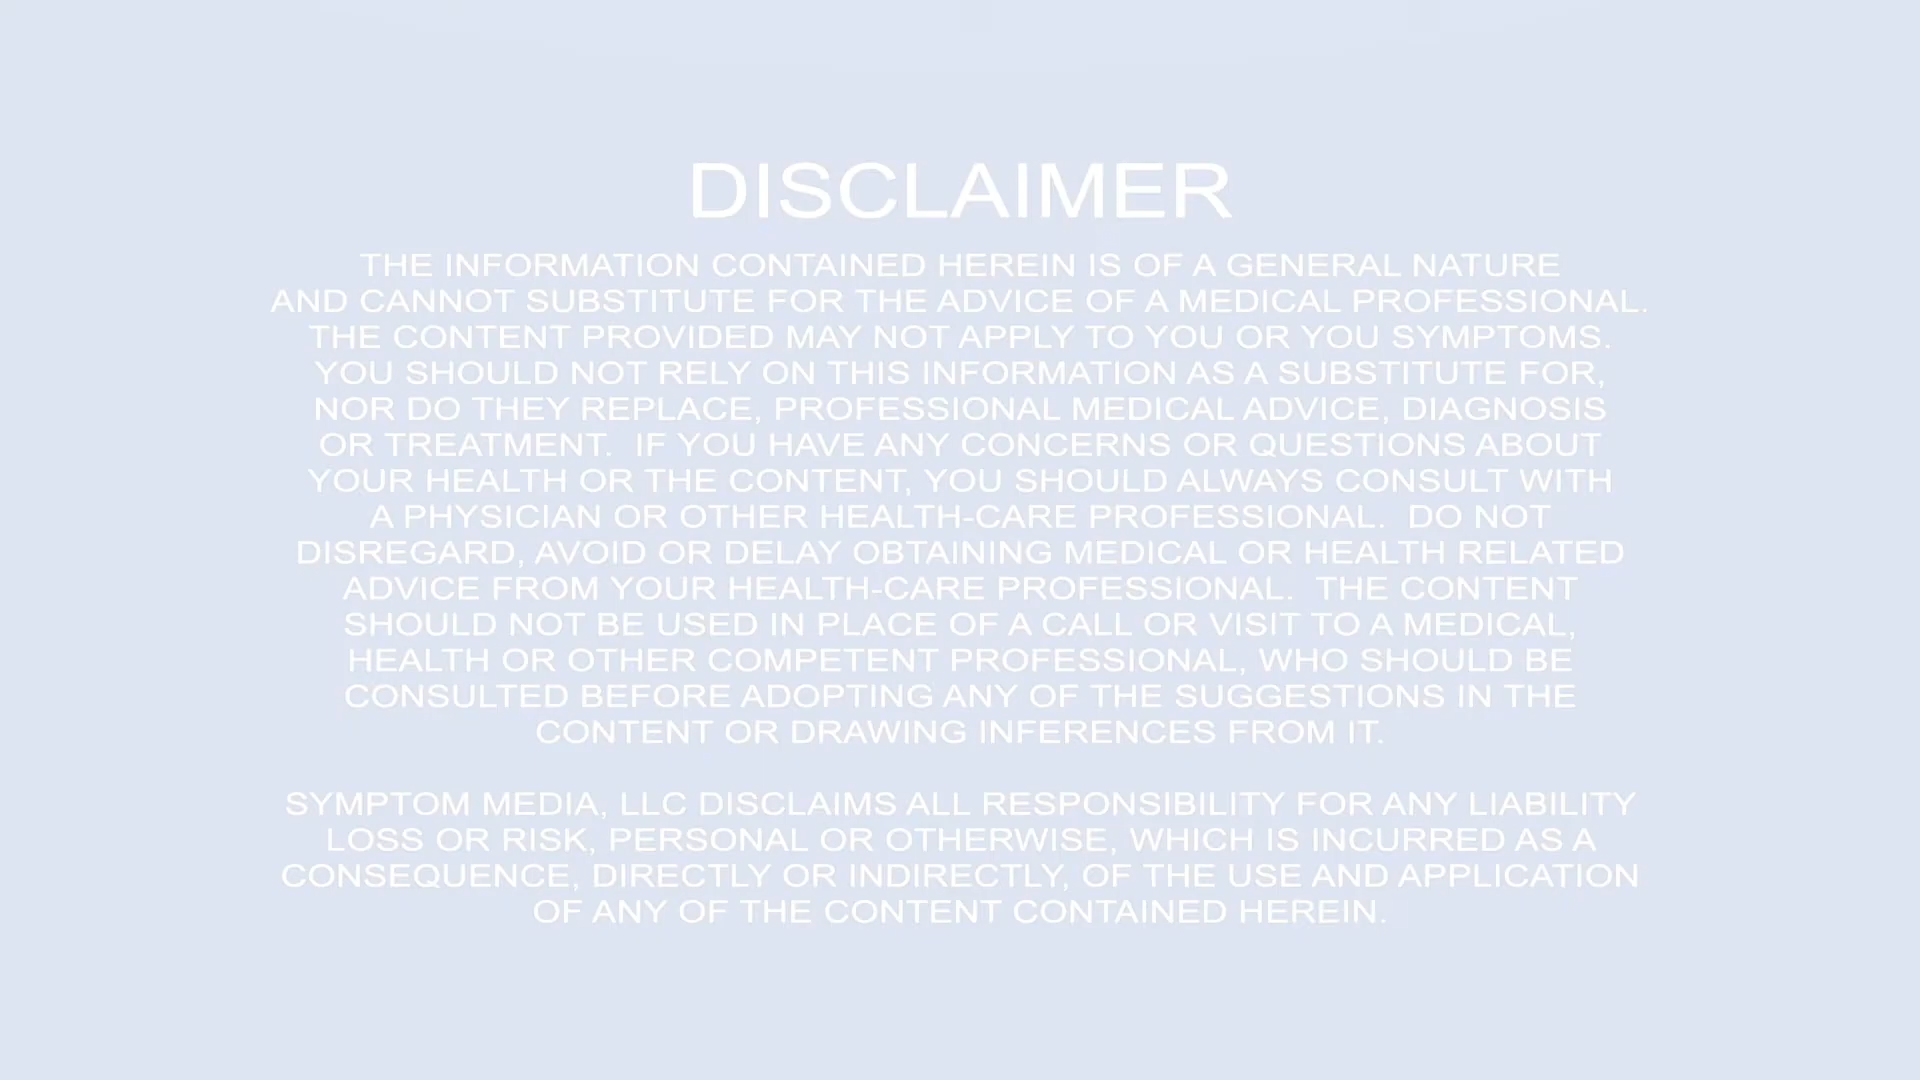 DISCLAIMER
THE INFORMATION CONTAINED HEREIN IS OF A GENERAL NATURE
AND CANNOT SUBSTITUTE FOR THE ADVICE OF A MEDICAL PROFESSIONAL.
THE CONTENT PROVIDED MAY NOT APPLY TO YOU OR YOU SYMPTOMS.
YOU SHOULD NOT RELY ON THIS INFORMATION AS A SUBSTITUTE FOR,
NOR DO THEY REPLACE, PROFESSIONAL MEDICAL ADVICE, DIAGNOSIS
OR TREATMENT.  IF YOU HAVE ANY CONCERNS OR QUESTIONS ABOUT
YOUR HEALTH OR THE CONTENT, YOU SHOULD ALWAYS CONSULT WITH
A PHYSICIAN OR OTHER HEALTH-CARE PROFESSIONAL.  DO NOT
DISREGARD, AVOID OR DELAY OBTAINING MEDICAL OR HEALTH RELATED
ADVICE FROM YOUR HEALTH-CARE PROFESSIONAL.  THE CONTENT
SHOULD NOT BE USED IN PLACE OF A CALL OR VISIT TO A MEDICAL,
HEALTH OR OTHER COMPETENT PROFESSIONAL, WHO SHOULD BE
CONSULTED BEFORE ADOPTING ANY OF THE SUGGESTIONS IN THE
CONTENT OR DRAWING INFERENCES FROM IT.
SYMPTOM MEDIA, LLC DISCLAIMS ALL RESPONSIBILITY FOR ANY LIABILITY
LOSS OR RISK, PERSONAL OR OTHERWISE, WHICH IS INCURRED AS A
CONSEQUENCE, DIRECTLY OR INDIRECTLY, OF THE USE AND APPLICATION
OF ANY OF THE CONTENT CONTAINED HEREIN.